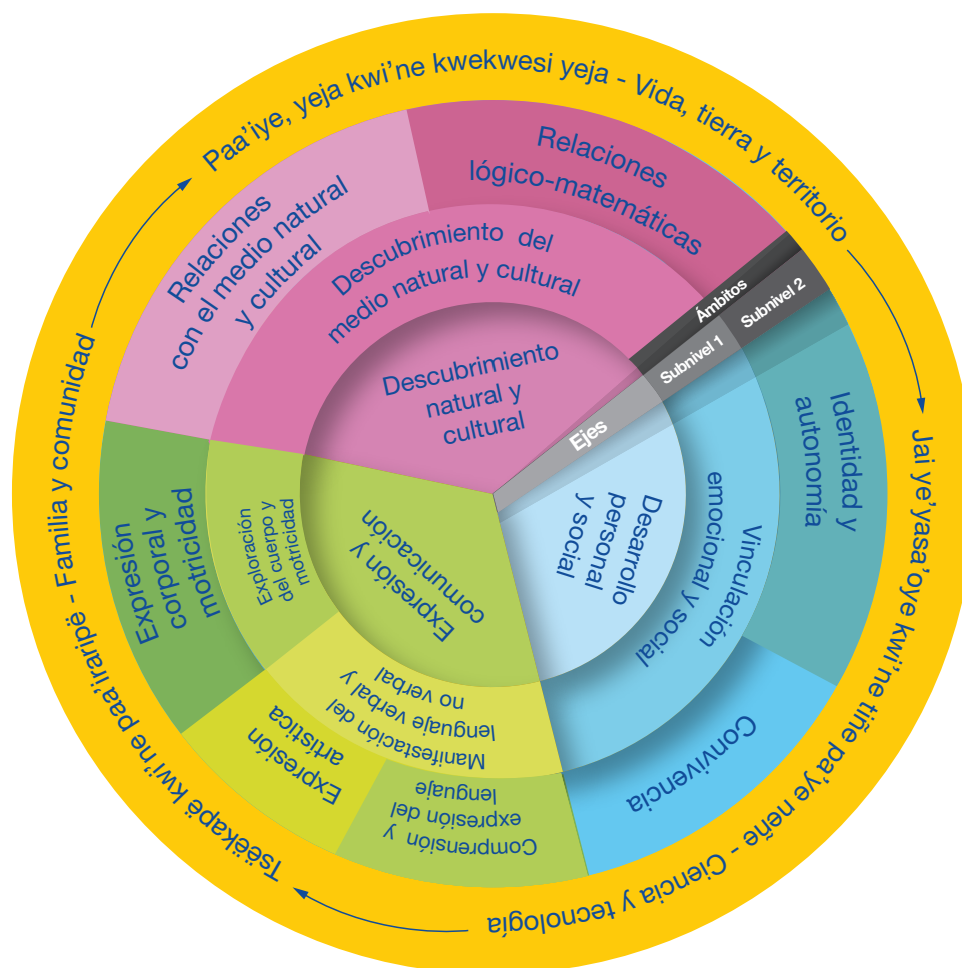 Paa'iye, yeja kwi'ne kwekwesi yeja - Vida, tierra y territorio
Jai ye'yasa'oye kwi'ne tiñe pa'ye neñe - Ciencia y tecnología
Tsëëkapë kwi'ne paa'iraripë - Familia y comunidad
Relaciones
con el medio natural
y cultural
Relaciones
lógico-matemáticas
Descubrimiento del
medio natural y cultural
Descubrimiento
natural y
cultural
Ámbitos
Ejes
Subnivel 1
Subnivel 2
Identidad y
autonomía
Vinculación
emocional y social
Desarrollo
personal
y social
Convivencia
Expresión y
comunicación
Exploración
del cuerpo y
motricidad
Expresión
corporal y
motricidad
Manifestación del
lenguaje verbal y
no verbal
Expresión
artística
Comprensión y
expresión del
lenguaje